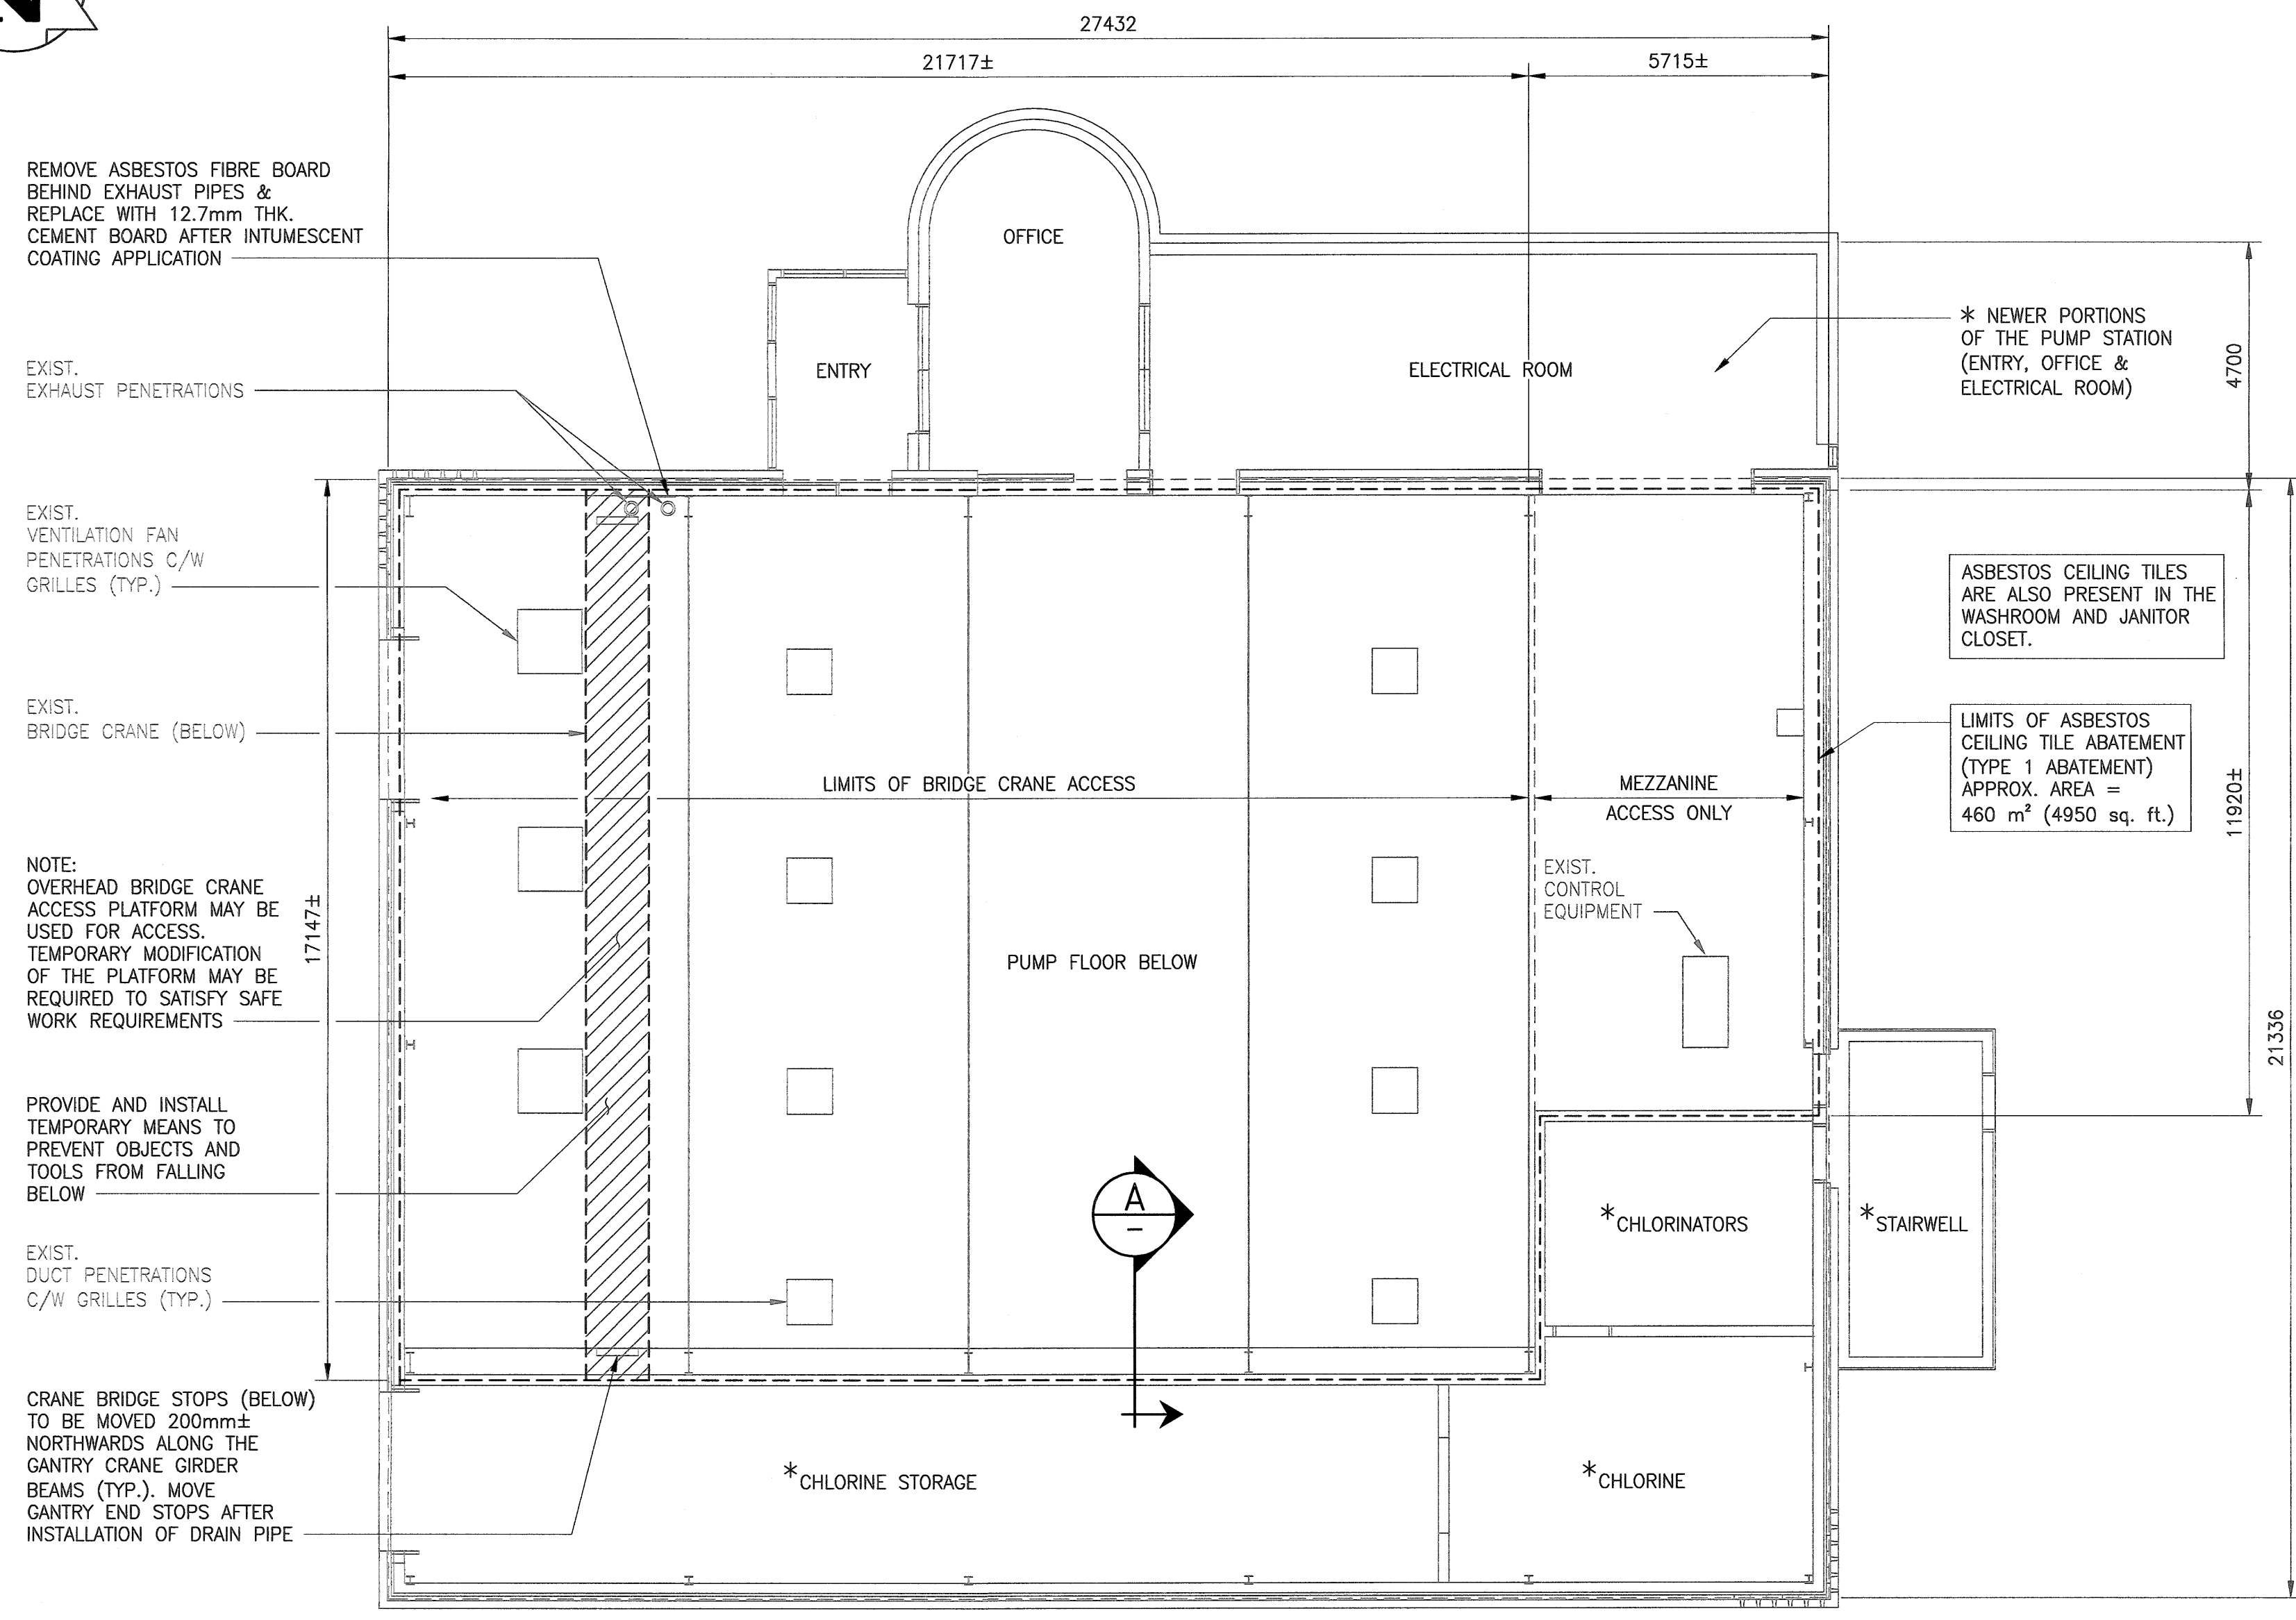 N
27432
21717±
5715±
REMOVE ASBESTOS FIBRE BOARD
BEHIND EXHAUST PIPES &
REPLACE WITH 12.7mm THK.
CEMENT BOARD AFTER INTUMESCENT
COATING APPLICATION
EXIST.
EXHAUST PENETRATIONS
EXIST.
VENTILATION FAN
PENETRATIONS C/W
GRILLES (TYP.)
EXIST.
BRIDGE CRANE (BELOW)
NOTE:
OVERHEAD BRIDGE CRANE
ACCESS PLATFORM MAY BE
USED FOR ACCESS.
TEMPORARY MODIFICATION
OF THE PLATFORM MAY BE
REQUIRED TO SATISFY SAFE
WORK REQUIREMENTS
PROVIDE AND INSTALL
TEMPORARY MEANS TO
PREVENT OBJECTS AND
TOOLS FROM FALLING
BELOW
EXIST.
DUCT PENETRATIONS
C/W GRILLES (TYP.)
CRANE BRIDGE STOPS (BELOW)
TO BE MOVED 200mm±
NORTHWARDS ALONG THE
GANTRY CRANE GIRDER
BEAMS (TYP.). MOVE
GANTRY END STOPS AFTER
INSTALLATION OF DRAIN PIPE
17147±
OFFICE
ENTRY
ELECTRICAL ROOM
LIMITS OF BRIDGE CRANE ACCESS
MEZZANINE
ACCESS ONLY
EXIST.
CONTROL
EQUIPMENT
PUMP FLOOR BELOW
A
–
*CHLORINATORS
*STAIRWELL
*CHLORINE STORAGE
*CHLORINE
* NEWER PORTIONS
OF THE PUMP STATION
(ENTRY, OFFICE &
ELECTRICAL ROOM)
4700
ASBESTOS CEILING TILES
ARE ALSO PRESENT IN THE
WASHROOM AND JANITOR
CLOSET.
LIMITS OF ASBESTOS
CEILING TILE ABATEMENT
(TYPE 1 ABATEMENT)
APPROX. AREA =
460 m² (4950 sq. ft.)
11920±
21336